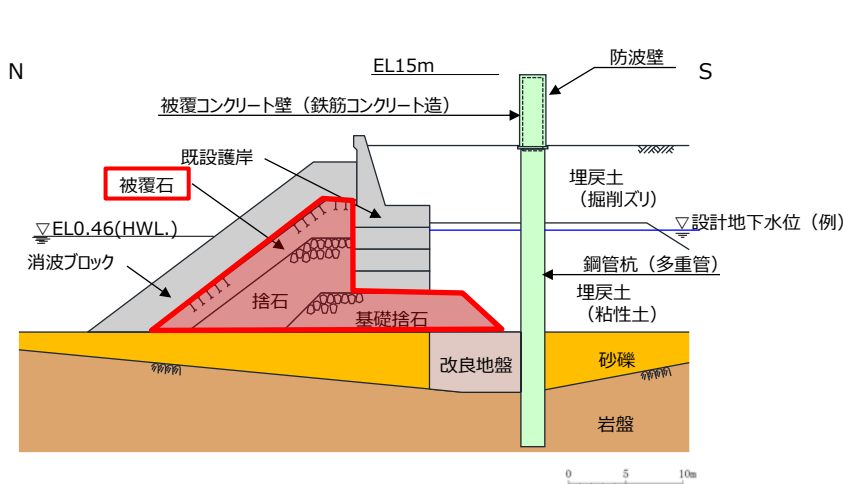 防波壁
EL15m
N
S
被覆コンクリート壁（鉄筋コンクリート造）
既設護岸
被覆石
埋戻土
（掘削ズリ）
▽EL0.46(HWL.)
▽設計地下水位（例）
消波ブロック
鋼管杭（多重管）
捨石
埋戻土
（粘性土）
基礎捨石
改良地盤
砂礫
岩盤
0 5 10m